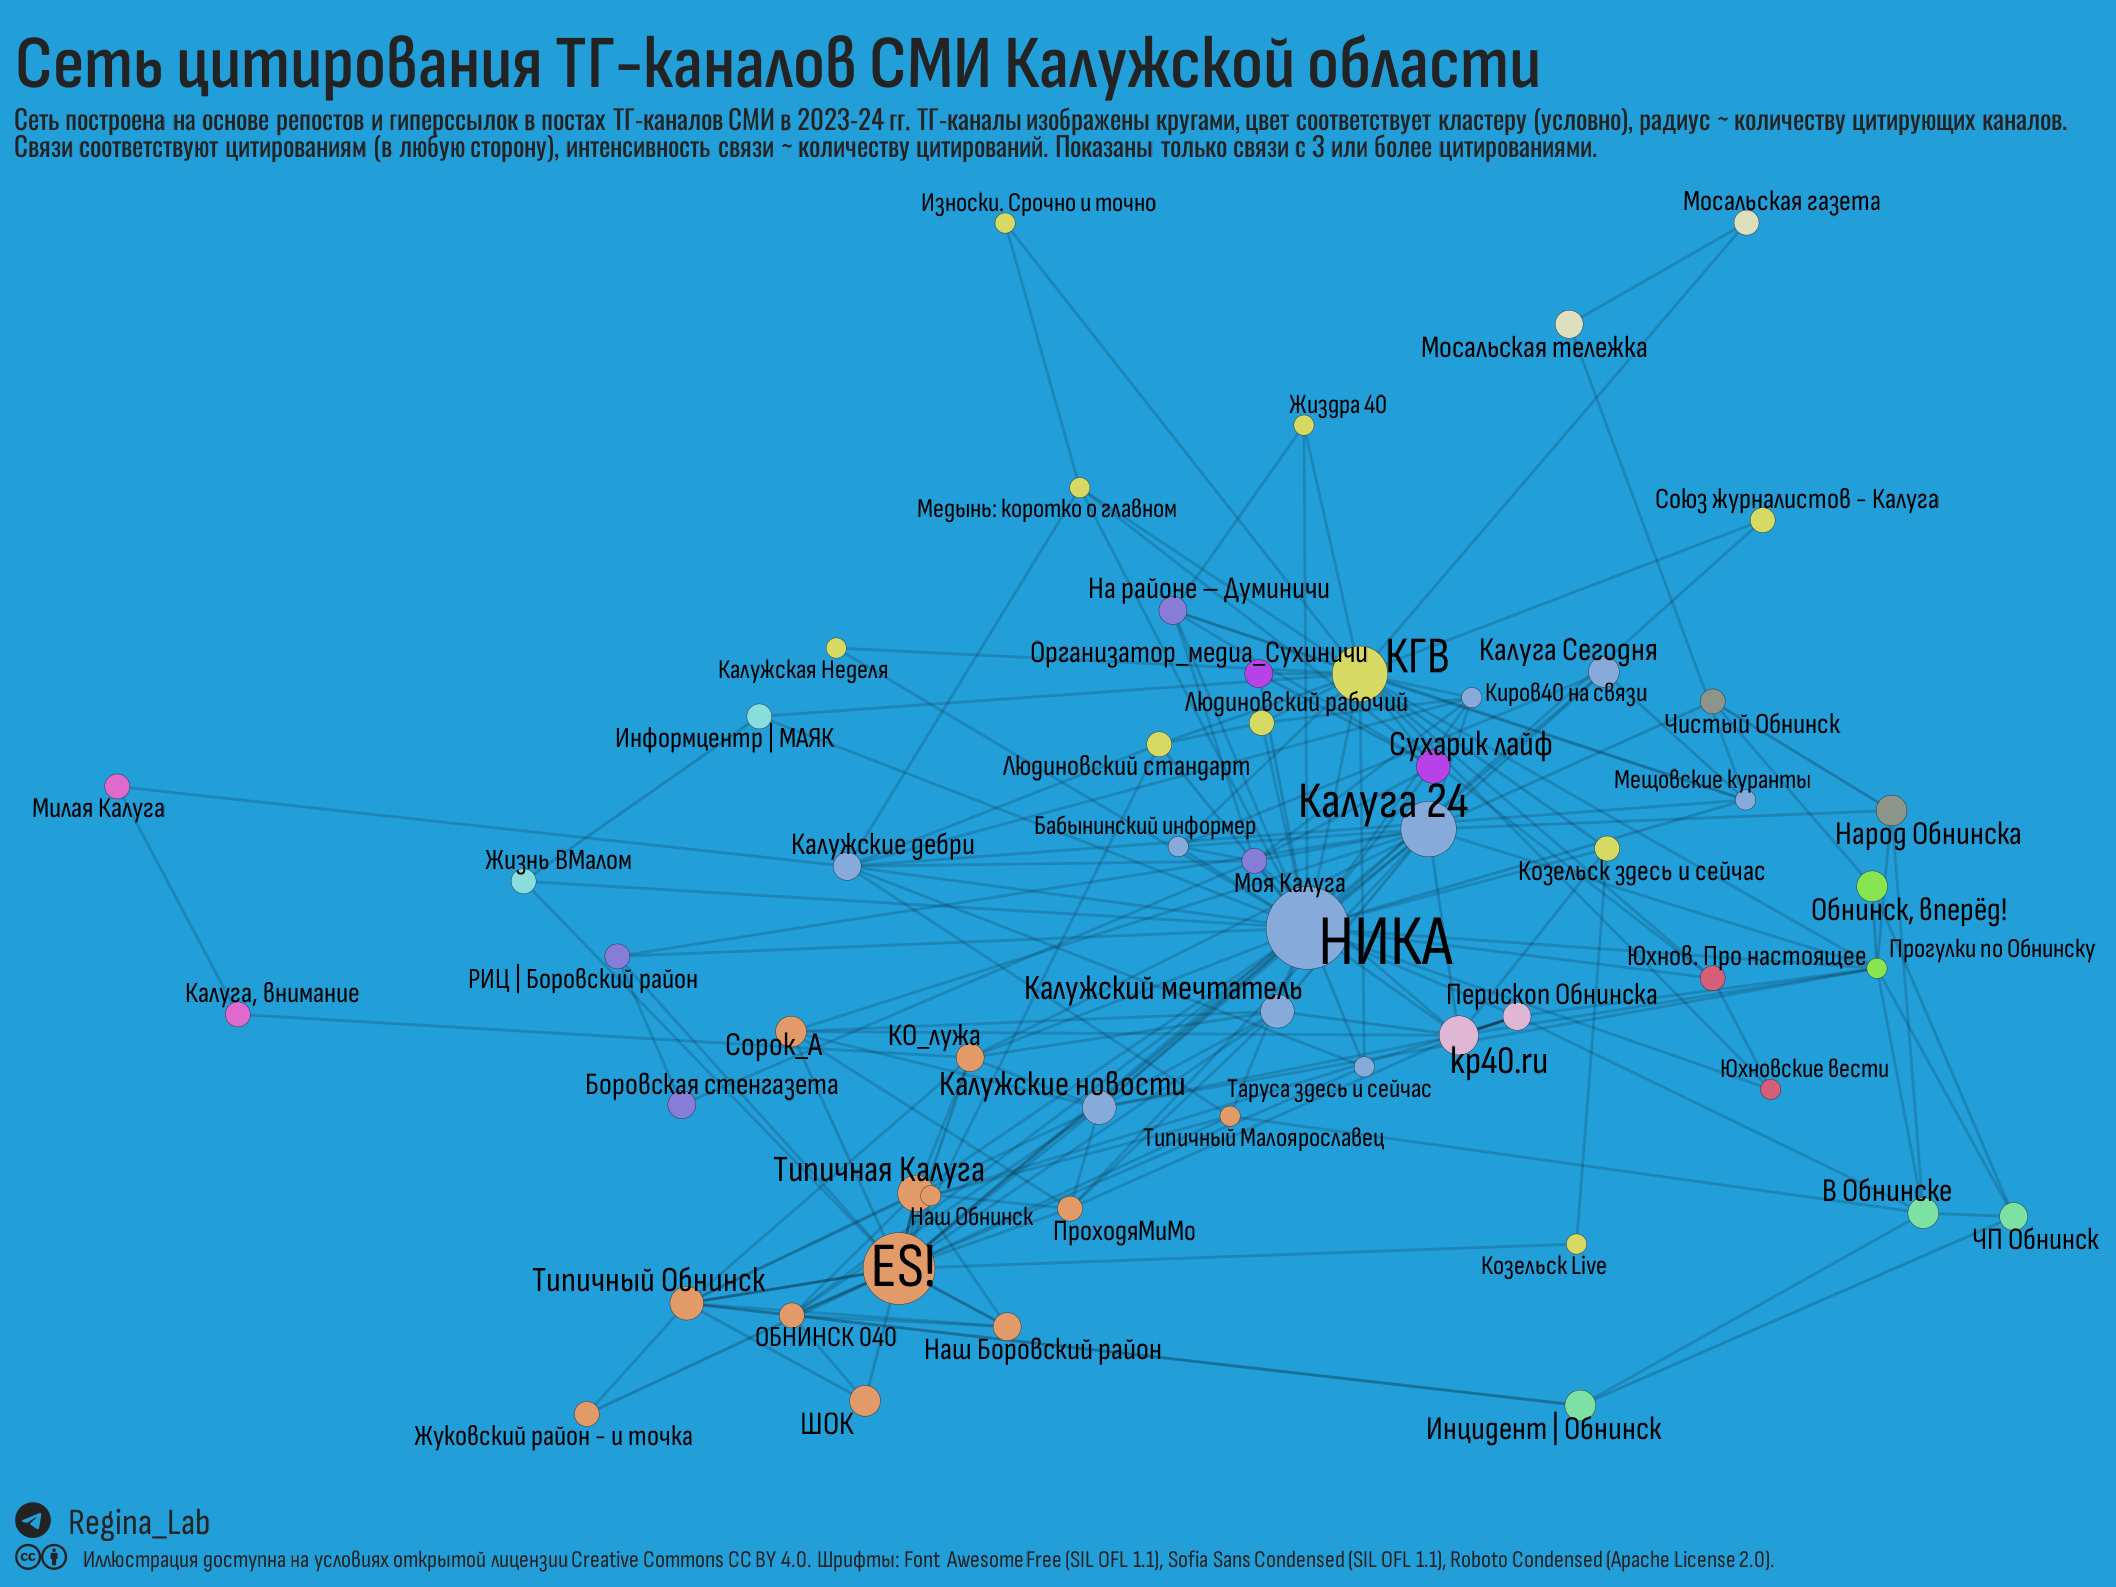 Сеть цитирования ТГ-каналов СМИ Калужской области
Сеть построена на основе репостов и гиперссылок в постах ТГ-каналов СМИ в 2023-24 гг. ТГ-каналы изображены кругами, цвет соответствует кластеру (условно), радиус ~ количеству цитирующих каналов.
Связи соответствуют цитированиям (в любую сторону), интенсивность связи ~ количеству цитирований. Показаны только связи с 3 или более цитированиями.
Износки. Срочно и точно
Мосальская газета
Мосальская тележка
Жиздра 40
Медынь: коротко о главном
Союз журналистов - Калуга
На районе – Думиничи
Организатор_медиа_Сухиничи
КГВ
Калуга Сегодня
Калужская Неделя
Людиновский рабочий
Киров40 на связи
Информцентр | МАЯК
Чистый Обнинск
Людиновский стандарт
Сухарик лайф
Мещовские куранты
Милая Калуга
Калуга 24
Бабынинский информер
Народ Обнинска
Калужские дебри
Жизнь ВМалом
Козельск здесь и сейчас
Моя Калуга
Обнинск, вперёд!
НИКА
Прогулки по Обнинску
Юхнов. Про настоящее
РИЦ | Боровский район
Калуга, внимание
Калужский мечтатель
Перископ Обнинска
Сорок_А
КО_лужа
kp40.ru
Юхновские вести
Боровская стенгазета
Калужские новости
Таруса здесь и сейчас
Типичный Малоярославец
Типичная Калуга
В Обнинске
Наш Обнинск
ПроходяМиМо
ЧП Обнинск
ES!
Козельск Live
Типичный Обнинск
ОБНИНСК 040
Наш Боровский район
ШОК
Жуковский район - и точка
Инцидент | Обнинск
Regina_Lab
Иллюстрация доступна на условиях открытой лицензии Creative Commons CC BY 4.0. Шрифты: Font Awesome Free (SIL OFL 1.1), Sofia Sans Condensed (SIL OFL 1.1), Roboto Condensed (Apache License 2.0).